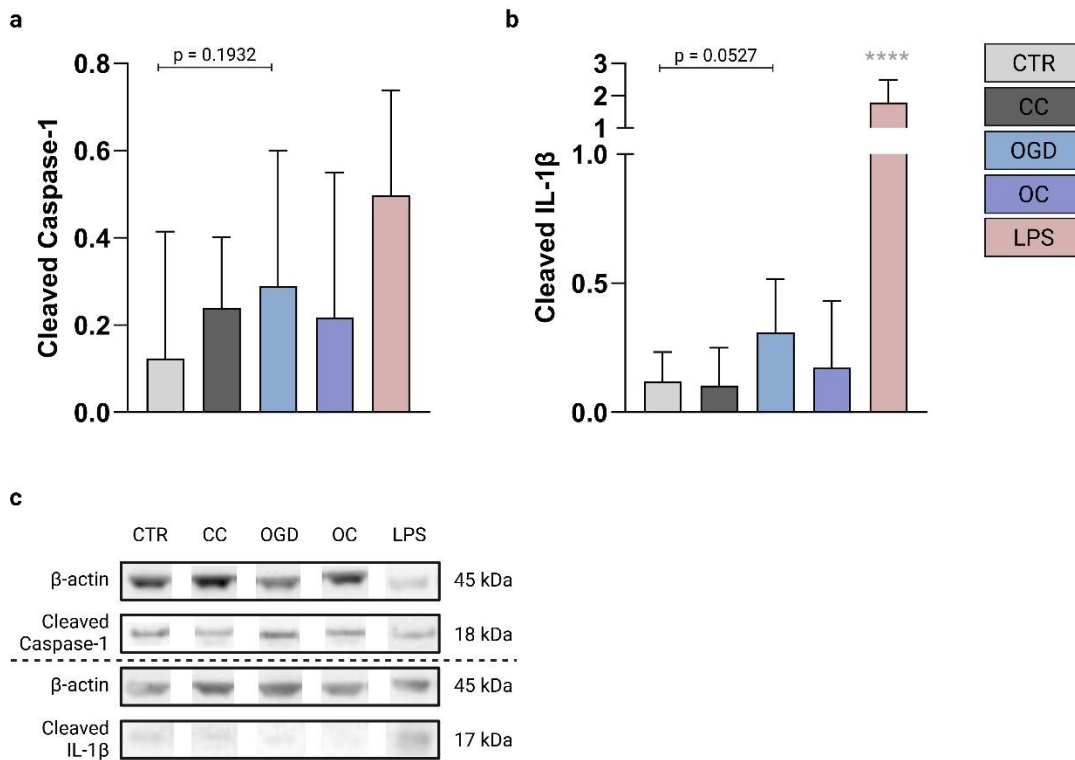 a
p = 0.1932
0.8
0.6
0.4
0.2
0.0
Cleaved Caspase-1
b
p = 0.0527
****
3
2
1
1.0
0.5
0.0
Cleaved IL-1β
CTR
CC
OGD
OC
LPS
c
CTR CC OGD OC LPS
β-actin 45 kDa
Cleaved
Caspase-1 18 kDa
β-actin 45 kDa
Cleaved
IL-1β 17 kDa